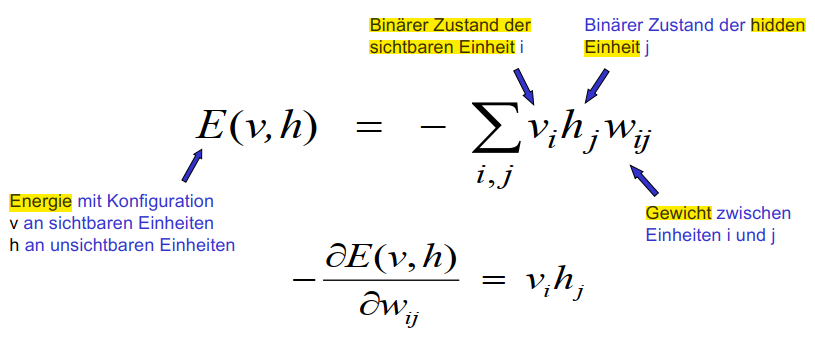 Binärer Zustand der
sichtbaren Einheit i
Binärer Zustand der hidden
Einheit j
E(v,h) = − ∑ v_i h_j w_ij
i,j
Energie mit Konfiguration
v an sichtbaren Einheiten
h an unsichtbaren Einheiten
Gewicht zwischen
Einheiten i und j
− ∂E(v,h) / ∂w_ij = v_i h_j